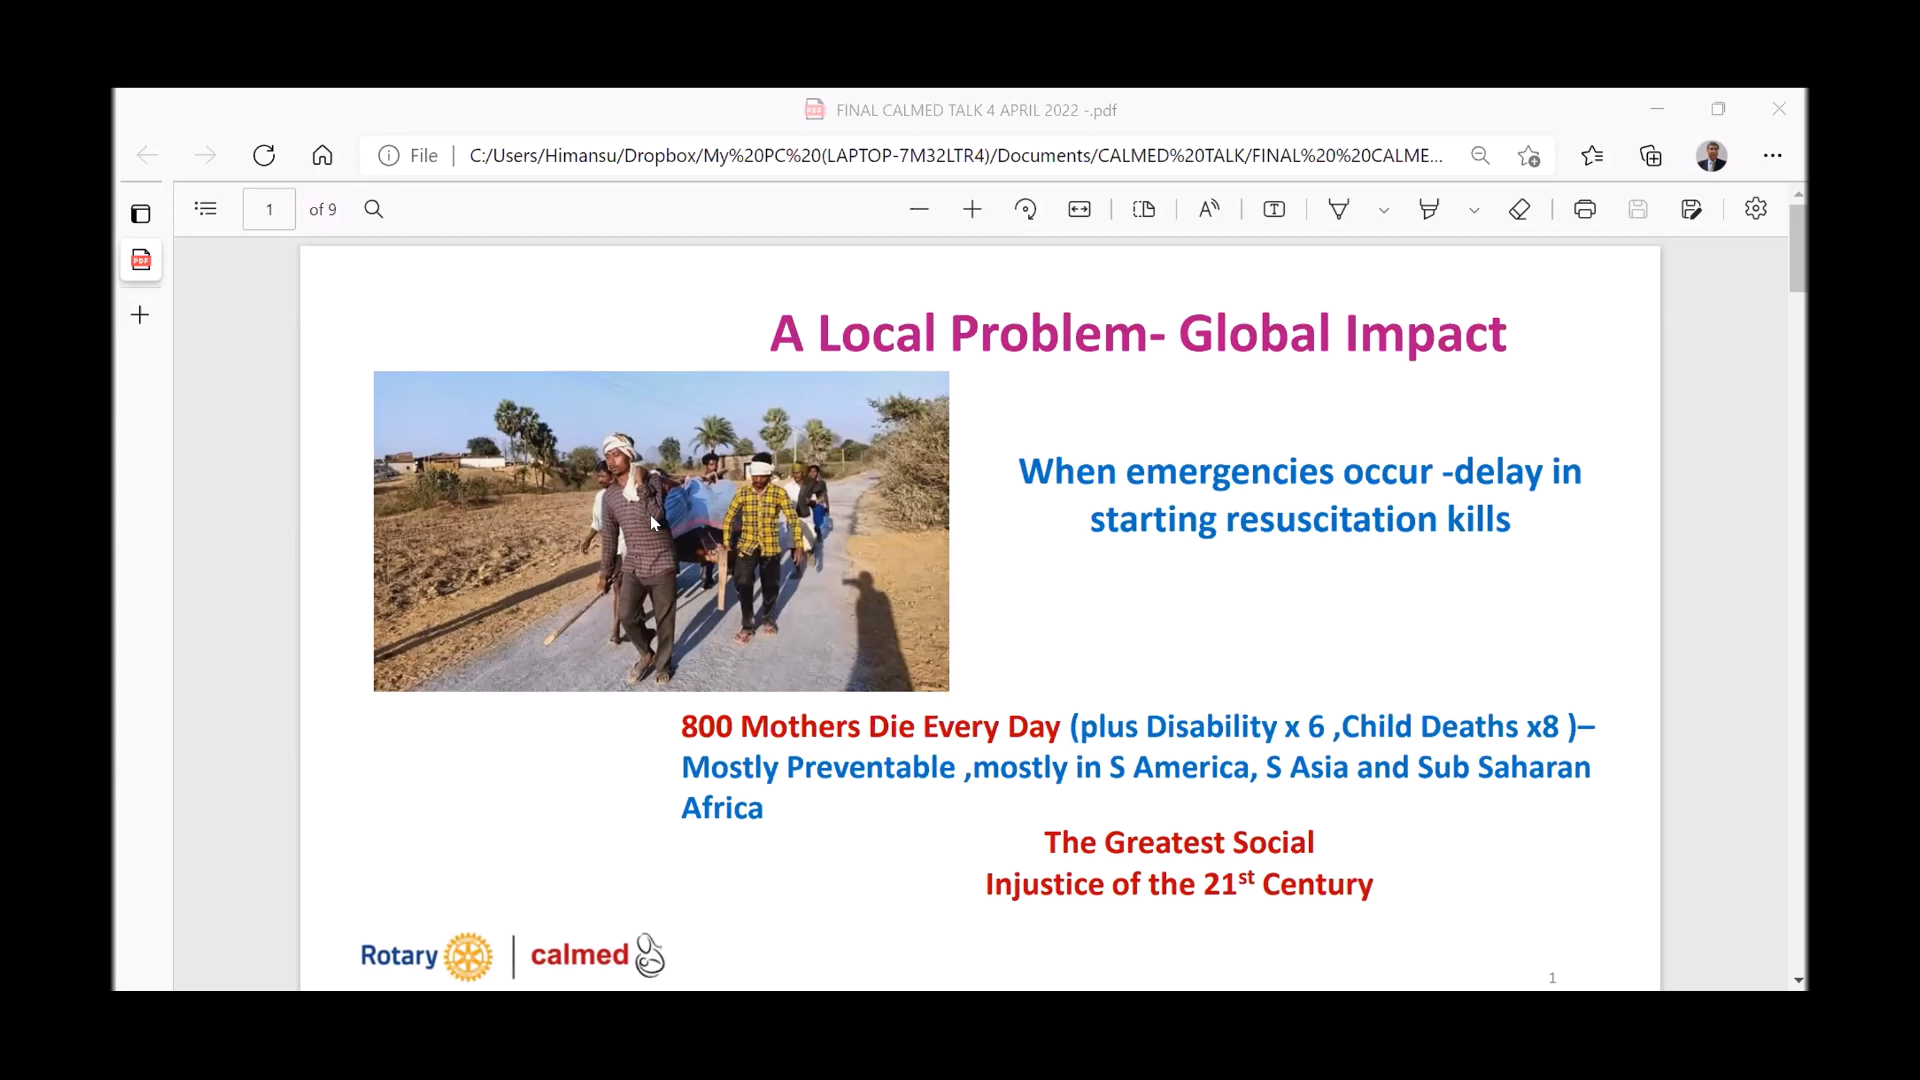 FINAL CALMED TALK 4 APRIL 2022 -.pdf
File C:/Users/Himansu/Dropbox/My%20PC%20(LAPTOP-7M32LTR4)/Documents/CALMED%20TALK/FINAL%20%20CALME...
1 of 9
A Local Problem- Global Impact
When emergencies occur -delay in
starting resuscitation kills
800 Mothers Die Every Day (plus Disability x 6 ,Child Deaths x8 )–
Mostly Preventable ,mostly in S America, S Asia and Sub Saharan
Africa
The Greatest Social
Injustice of the 21st Century
Rotary calmed
1